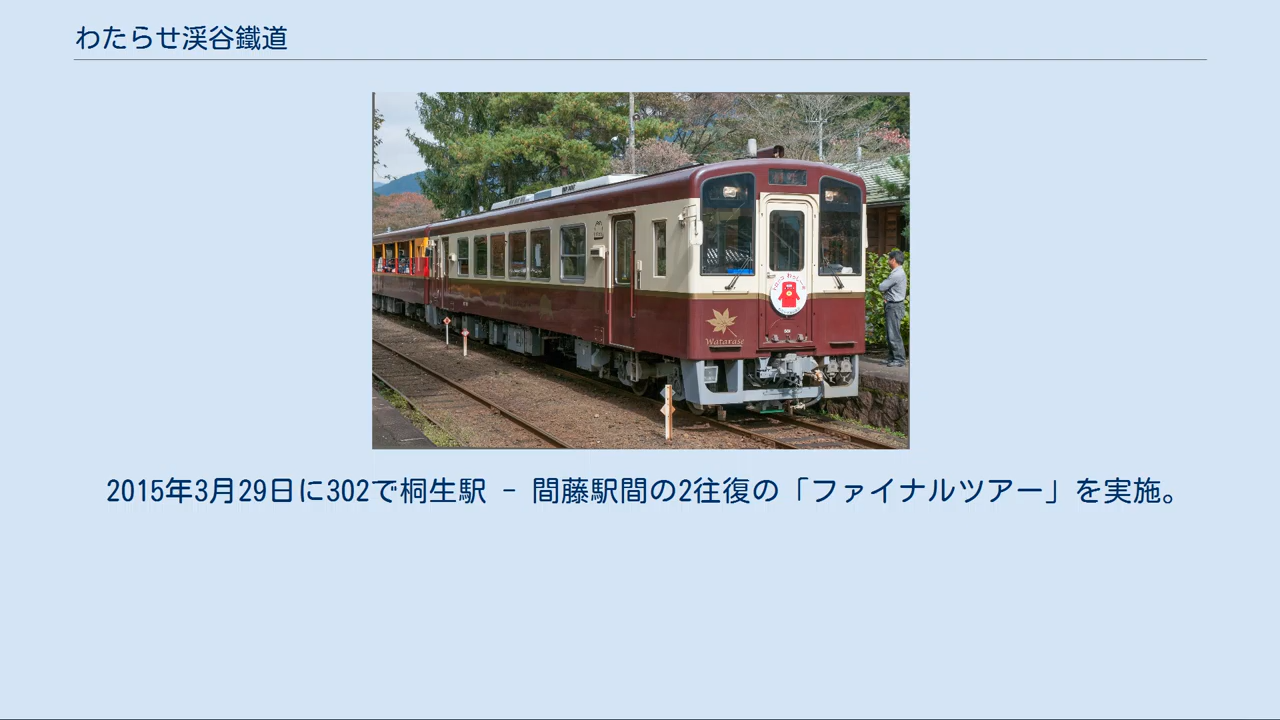 わたらせ渓谷鐵道
Watarase
2015年3月29日に302で桐生駅 - 間藤駅間の2往復の「ファイナルツアー」を実施。